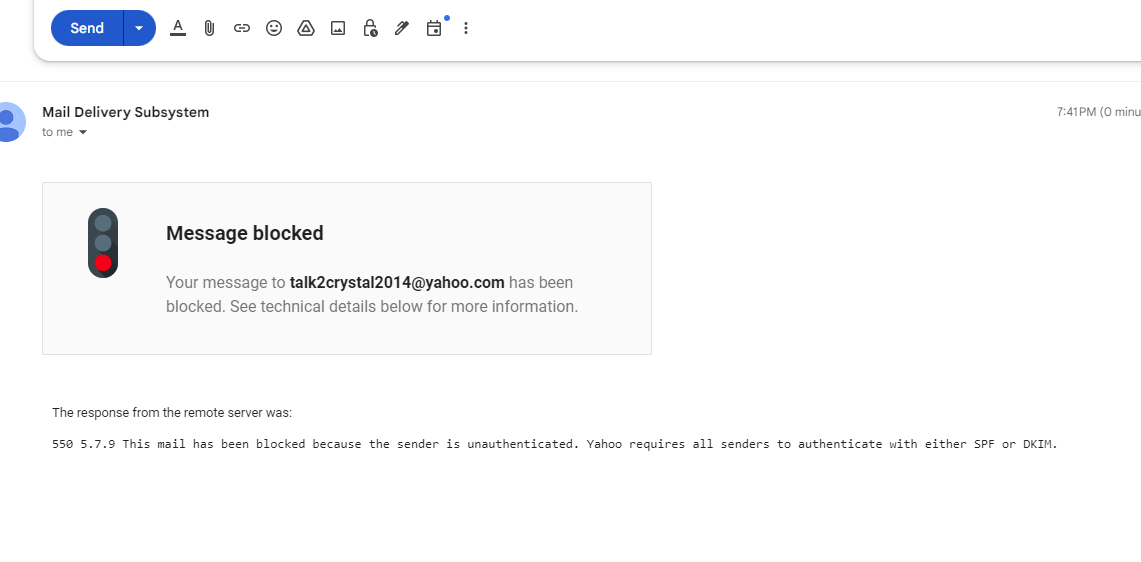 Send
A
Mail Delivery Subsystem
7:41 PM (0 minu
to me
Message blocked
Your message to talk2crystal2014@yahoo.com has been
blocked. See technical details below for more information.
The response from the remote server was:
550 5.7.9 This mail has been blocked because the sender is unauthenticated. Yahoo requires all senders to authenticate with either SPF or DKIM.